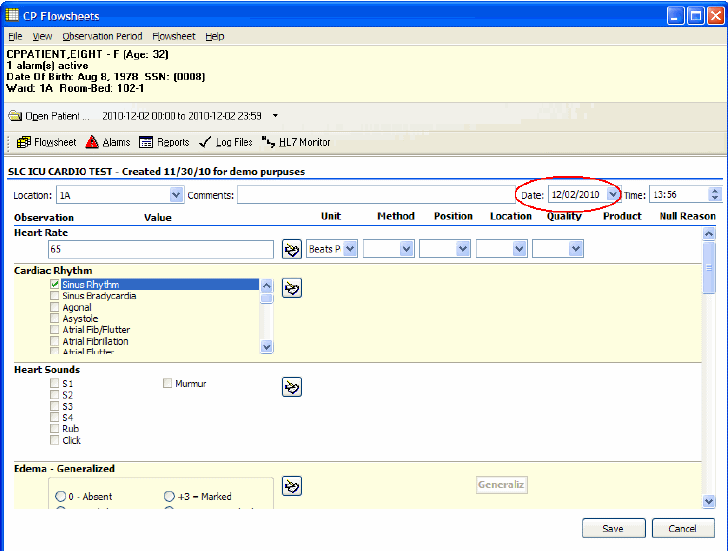 CP Flowsheets
File View Observation Period Flowsheet Help
CPPATIENT,EIGHT - F (Age: 32)
1 alarm(s) active
Date Of Birth: Aug 8, 1978 SSN: (0008)
Ward: 1A Room-Bed: 102-1
Open Patient ... 2010-12-02 00:00 to 2010-12-02 23:59
Flowsheet Alarms Reports Log Files HL7 Monitor
SLC ICU CARDIO TEST - Created 11/30/10 for demo purpuses
Location: 1A Comments: Date: 12/02/2010 Time: 13:56
Observation Value Unit Method Position Location Quality Product Null Reason
Heart Rate
65 Beats P
Cardiac Rhythm
Sinus Rhythm
Sinus Bradycardia
Agonal
Asystole
Atrial Fib/Flutter
Atrial Fibrillation
Atrial Flutter
Heart Sounds
S1 Murmur
S2
S3
S4
Rub
Click
Edema - Generalized
Generaliz
0 - Absent +3 = Marked
Save Cancel